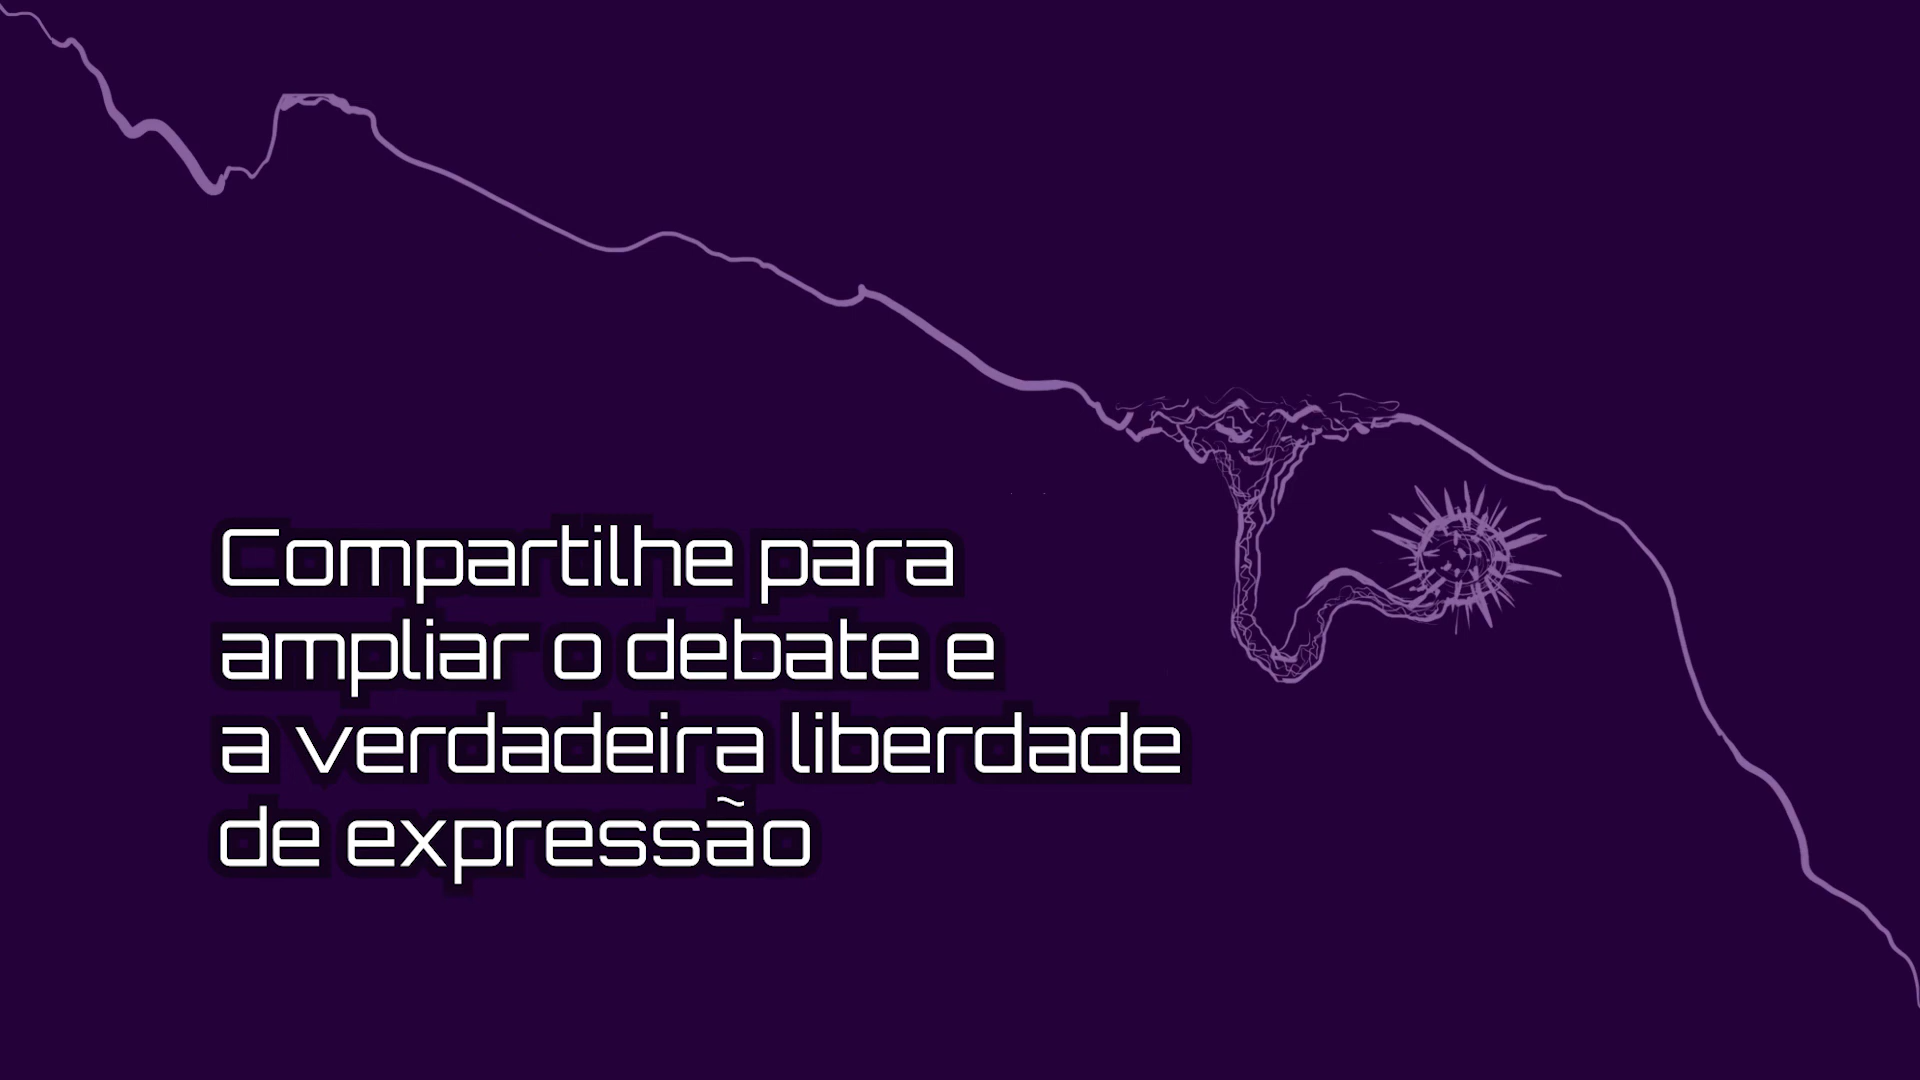 Compartilhe para
ampliar o debate e
a verdadeira liberdade
de expressão